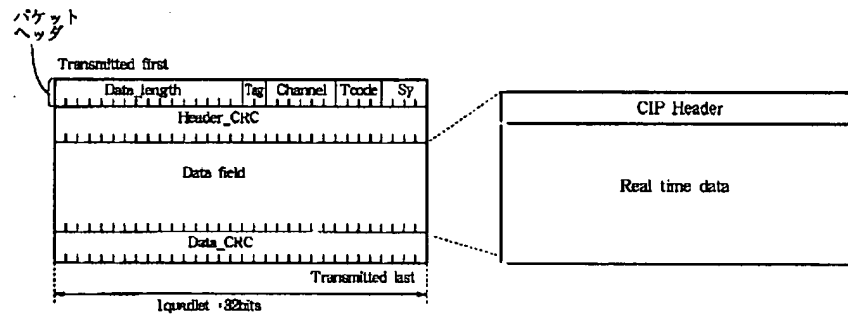 パケット
ヘッダ
Transmitted first
Data_length Tag Channel Tcode Sy
Header_CRC
Data field
Data_CRC
Transmitted last
1quadlet :32bits
CIP Header
Real time data